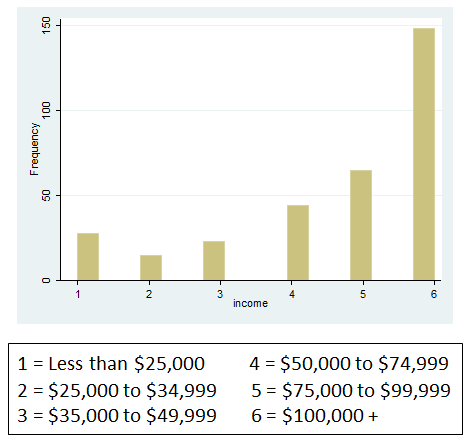 150
100
50
0
Frequency
1 2 3 4 5 6
income
1 = Less than $25,000 4 = $50,000 to $74,999
2 = $25,000 to $34,999 5 = $75,000 to $99,999
3 = $35,000 to $49,999 6 = $100,000 +